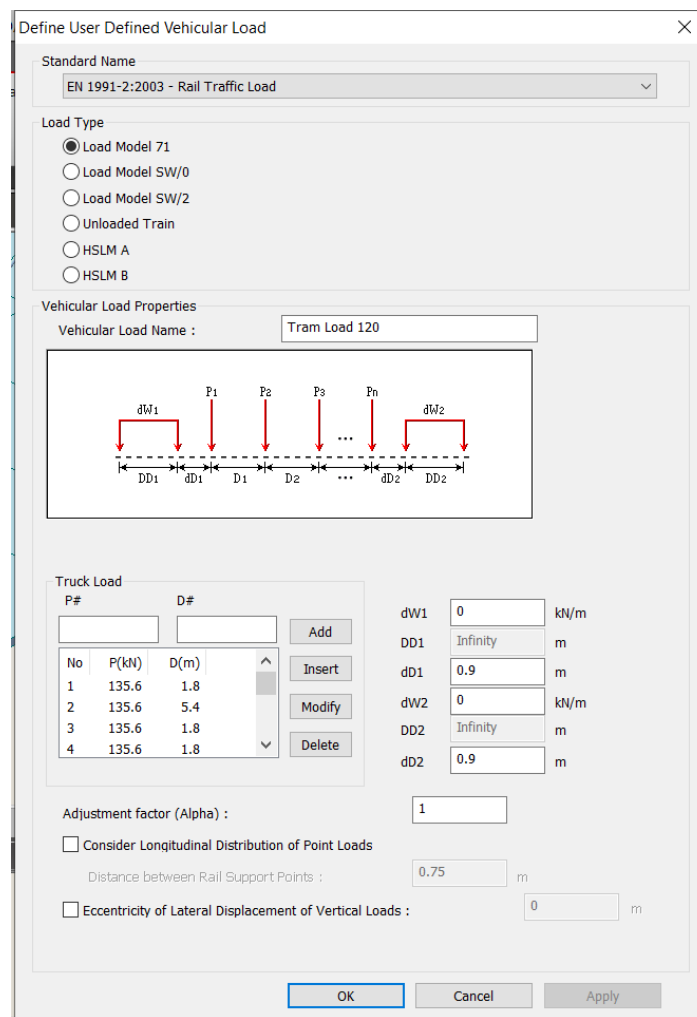 Define User Defined Vehicular Load
Standard Name
EN 1991-2:2003 - Rail Traffic Load
Load Type
Load Model 71
Load Model SW/0
Load Model SW/2
Unloaded Train
HSLM A
HSLM B
Vehicular Load Properties
Vehicular Load Name : Tram Load 120
P1 P2 P3 Pn
dW1 dW2
...
DD1 dD1 D1 D2 ... dD2 DD2
Truck Load
P# D#
Add
No P(kN) D(m)
1 135.6 1.8
2 135.6 5.4
3 135.6 1.8
4 135.6 1.8
Insert
Modify
Delete
dW1 0 kN/m
DD1 Infinity m
dD1 0.9 m
dW2 0 kN/m
DD2 Infinity m
dD2 0.9 m
Adjustment factor (Alpha) : 1
Consider Longitudinal Distribution of Point Loads
Distance between Rail Support Points : 0.75 m
Eccentricity of Lateral Displacement of Vertical Loads : 0 m
OK Cancel Apply